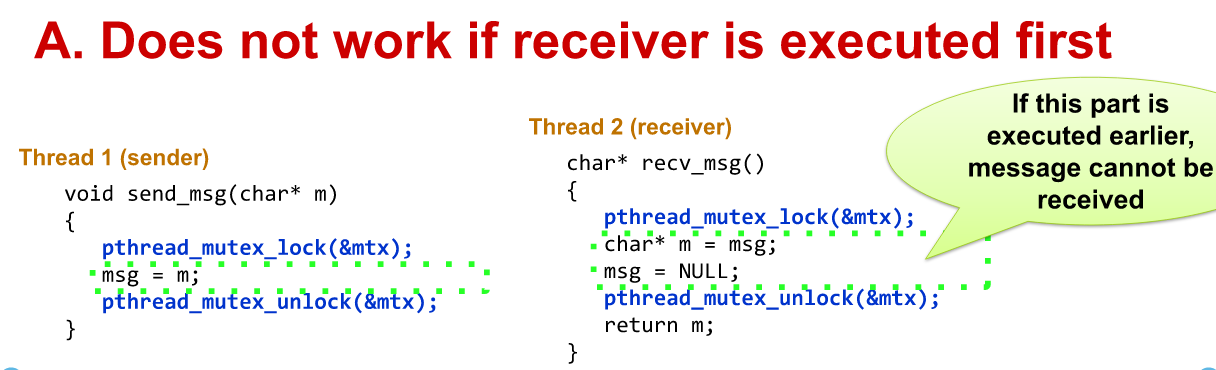 A. Does not work if receiver is executed first
Thread 1 (sender)
void send_msg(char* m)
{
pthread_mutex_lock(&mtx);
msg = m;
pthread_mutex_unlock(&mtx);
}
Thread 2 (receiver)
char* recv_msg()
{
pthread_mutex_lock(&mtx);
char* m = msg;
msg = NULL;
pthread_mutex_unlock(&mtx);
return m;
}
If this part is
executed earlier,
message cannot be
received